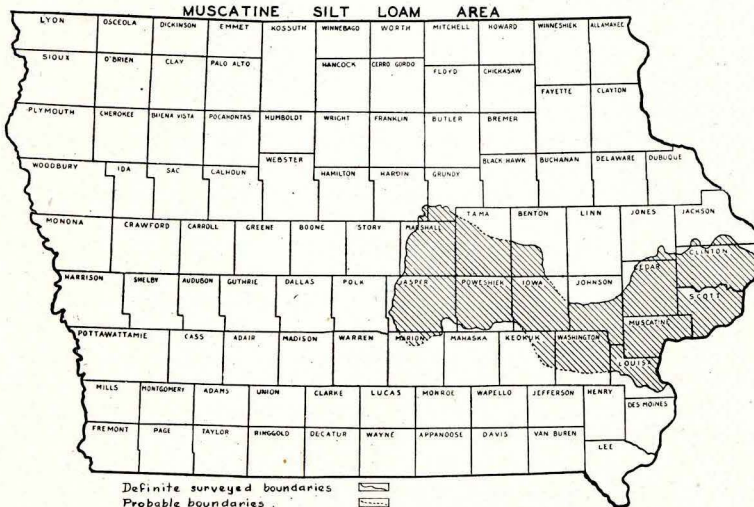 MUSCATINE SILT LOAM AREA
LYON OSCEOLA DICKINSON EMMET KOSSUTH WINNEBAGO WORTH MITCHELL HOWARD WINNESHIEK ALLAMAKEE
SIOUX O'BRIEN CLAY PALO ALTO HANCOCK CERRO GORDO FLOYD CHICKASAW
FAYETTE CLAYTON
PLYMOUTH CHEROKEE BUENA VISTA POCAHONTAS HUMBOLDT WRIGHT FRANKLIN BUTLER BREMER
WEBSTER BLACK HAWK BUCHANAN DELAWARE DUBUQUE
WOODBURY IDA SAC CALHOUN HAMILTON HARDIN GRUNDY
TAMA BENTON LINN JONES JACKSON
MONONA CRAWFORD CARROLL GREENE BOONE STORY MARSHALL
CLINTON
CEDAR
HARRISON SHELBY AUDUBON GUTHRIE DALLAS POLK JASPER POWESHIEK IOWA JOHNSON
SCOTT
MUSCATINE
POTTAWATTAMIE CASS ADAIR MADISON WARREN MARION MAHASKA KEOKUK WASHINGTON
LOUISA
MILLS MONTGOMERY ADAMS UNION CLARKE LUCAS MONROE WAPELLO JEFFERSON HENRY
DES MOINES
FREMONT PAGE TAYLOR RINGGOLD DECATUR WAYNE APPANOOSE DAVIS VAN BUREN
LEE
Definite surveyed boundaries
Probable boundaries